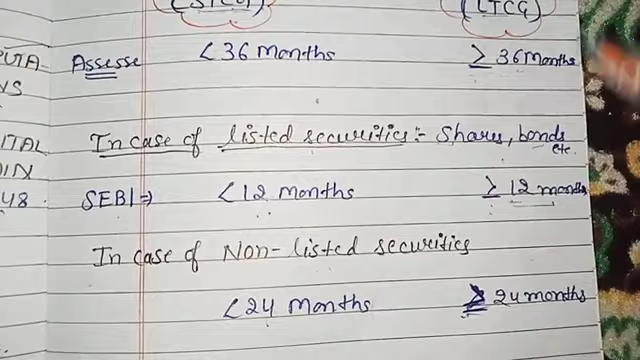 (STCG) (LTCG)
Assesse < 36 months ≥ 36 months
In case of listed securities:- Shares, bonds etc.
SEBI ⇒ < 12 months ≥ 12 months
In case of Non-listed securities
< 24 months ≥ 24 months